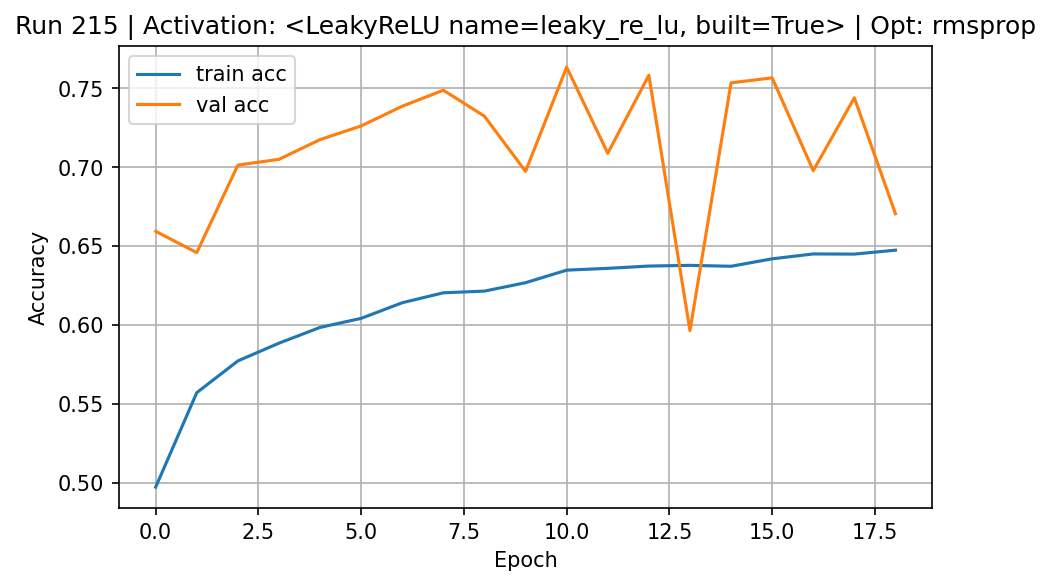 Run 215 | Activation: <LeakyReLU name=leaky_re_lu, built=True> | Opt: rmsprop
train acc
val acc
0.75
0.70
0.65
0.60
0.55
0.50
Accuracy
0.0 2.5 5.0 7.5 10.0 12.5 15.0 17.5
Epoch